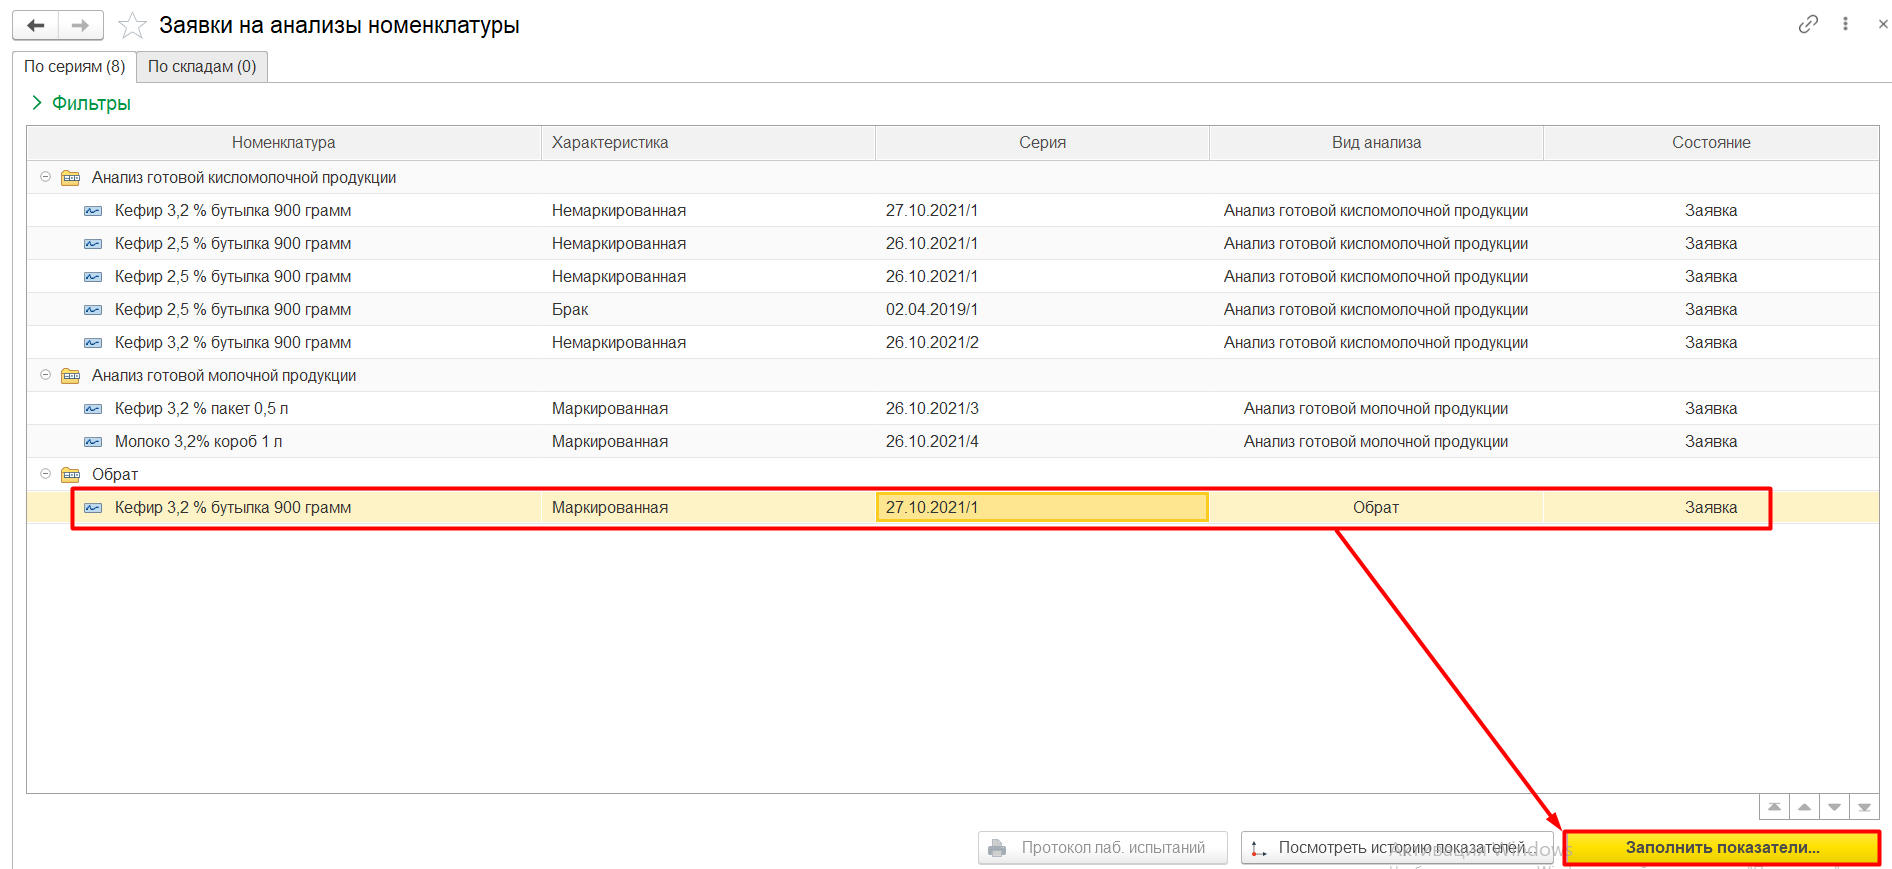 Заявки на анализы номенклатуры
По сериям (8) По складам (0)
Фильтры
Номенклатура Характеристика Серия Вид анализа Состояние
Анализ готовой кисломолочной продукции
Кефир 3,2 % бутылка 900 грамм Немаркированная 27.10.2021/1 Анализ готовой кисломолочной продукции Заявка
Кефир 2,5 % бутылка 900 грамм Немаркированная 26.10.2021/1 Анализ готовой кисломолочной продукции Заявка
Кефир 2,5 % бутылка 900 грамм Немаркированная 26.10.2021/1 Анализ готовой кисломолочной продукции Заявка
Кефир 2,5 % бутылка 900 грамм Брак 02.04.2019/1 Анализ готовой кисломолочной продукции Заявка
Кефир 3,2 % бутылка 900 грамм Немаркированная 26.10.2021/2 Анализ готовой кисломолочной продукции Заявка
Анализ готовой молочной продукции
Кефир 3,2 % пакет 0,5 л Маркированная 26.10.2021/3 Анализ готовой молочной продукции Заявка
Молоко 3,2% короб 1 л Маркированная 26.10.2021/4 Анализ готовой молочной продукции Заявка
Обрат
Кефир 3,2 % бутылка 900 грамм Маркированная 27.10.2021/1 Обрат Заявка
Протокол лаб. испытаний Посмотреть историю показателей... Заполнить показатели...
Активация Windows